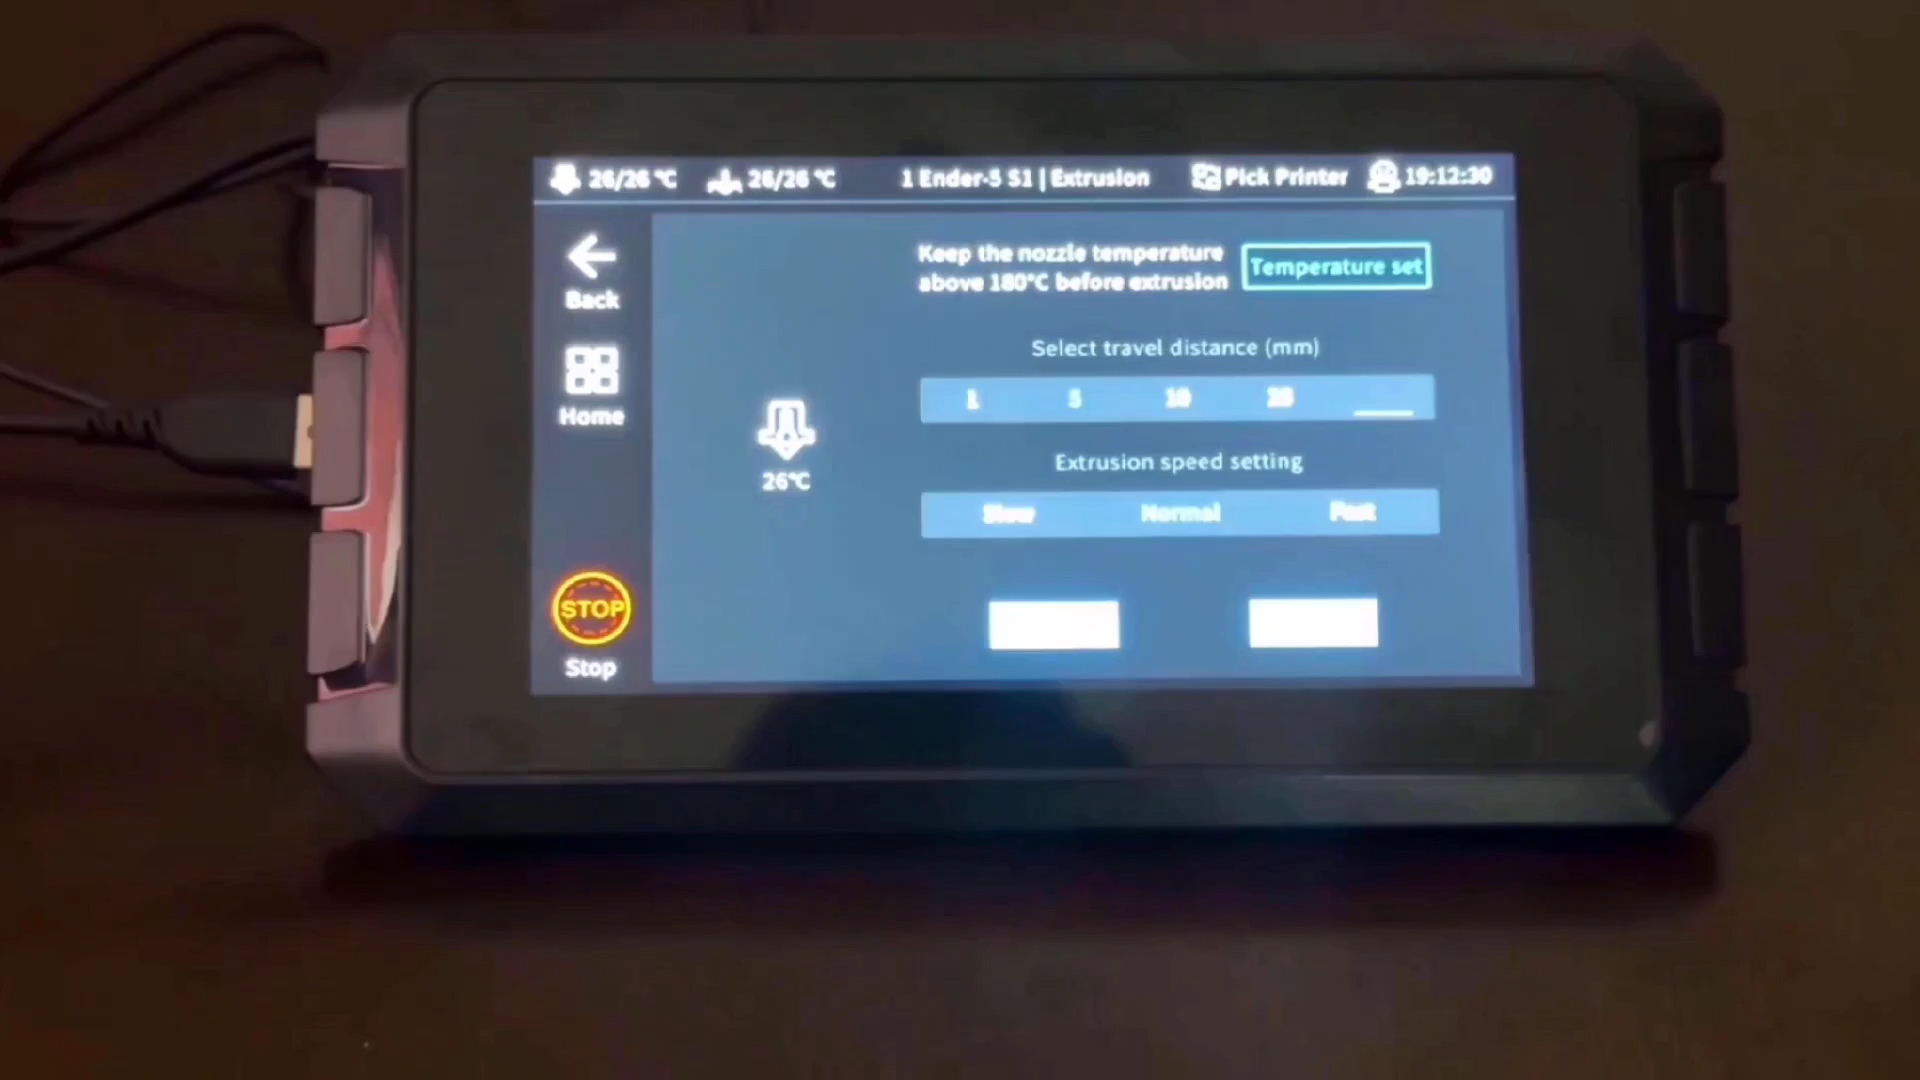 26/26 ℃ 26/26 ℃ 1 Ender-5 S1 | Extrusion Pick Printer 19:12:30
Back
Home
STOP
Stop
26℃
Keep the nozzle temperature
above 180°C before extrusion
Temperature set
Select travel distance (mm)
1 5 10 20
Extrusion speed setting
Slow Normal Fast